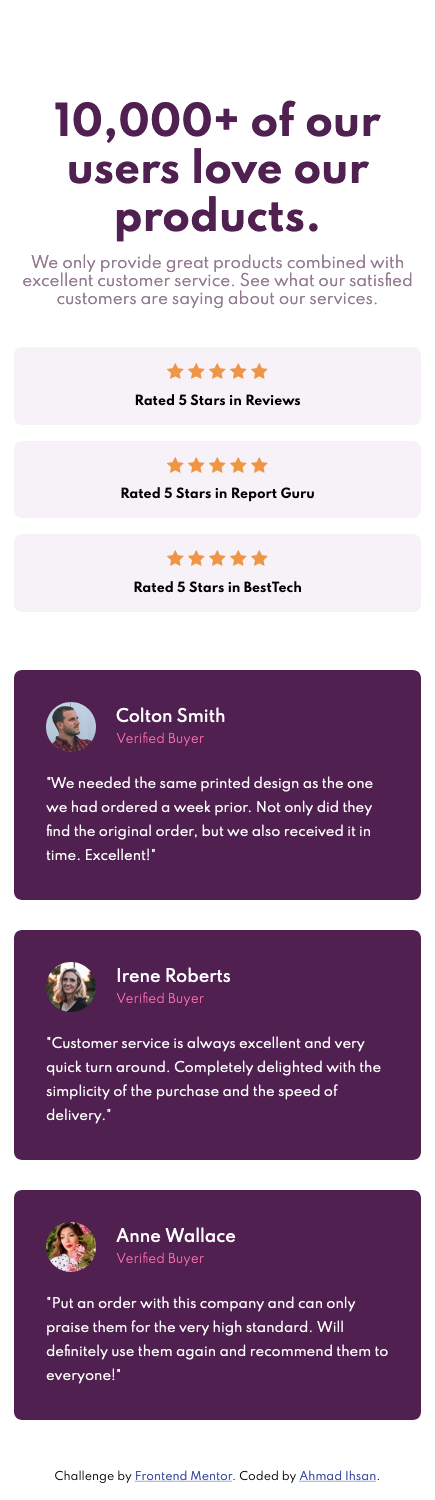 10,000+ of our
users love our
products.
We only provide great products combined with
excellent customer service. See what our satisfied
customers are saying about our services.
Rated 5 Stars in Reviews
Rated 5 Stars in Report Guru
Rated 5 Stars in BestTech
Colton Smith
Verified Buyer
"We needed the same printed design as the one
we had ordered a week prior. Not only did they
find the original order, but we also received it in
time. Excellent!"
Irene Roberts
Verified Buyer
"Customer service is always excellent and very
quick turn around. Completely delighted with the
simplicity of the purchase and the speed of
delivery."
Anne Wallace
Verified Buyer
"Put an order with this company and can only
praise them for the very high standard. Will
definitely use them again and recommend them to
everyone!"
Challenge by Frontend Mentor. Coded by Ahmad Ihsan.